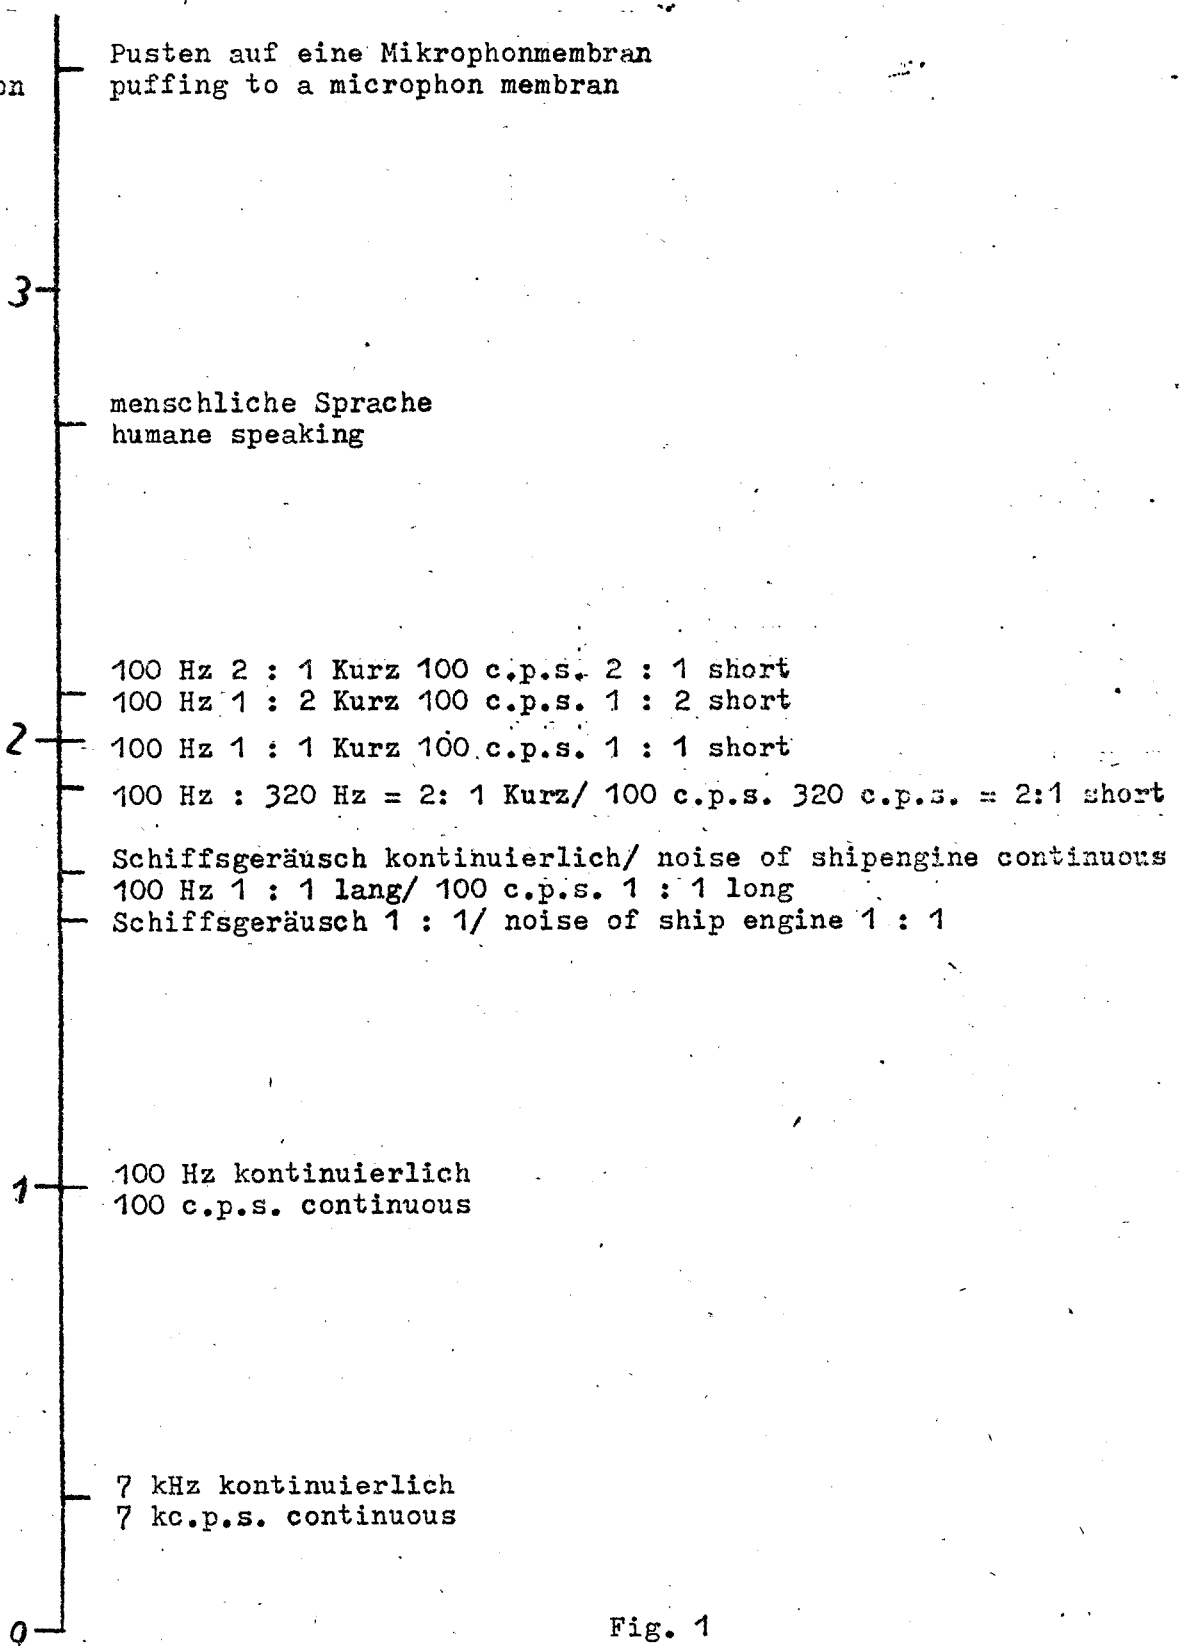 Pusten auf eine Mikrophonmembran
puffing to a microphon membran
3
menschliche Sprache
humane speaking
100 Hz 2 : 1 Kurz 100 c.p.s. 2 : 1 short
100 Hz 1 : 2 Kurz 100 c.p.s. 1 : 2 short
2
100 Hz 1 : 1 Kurz 100 c.p.s. 1 : 1 short
100 Hz : 320 Hz = 2: 1 Kurz/ 100 c.p.s. 320 c.p.s. = 2:1 short
Schiffsgeräusch kontinuierlich/ noise of shipengine continuous
100 Hz 1 : 1 lang/ 100 c.p.s. 1 : 1 long
Schiffsgeräusch 1 : 1/ noise of ship engine 1 : 1
1
100 Hz kontinuierlich
100 c.p.s. continuous
7 kHz kontinuierlich
7 kc.p.s. continuous
0
Fig. 1